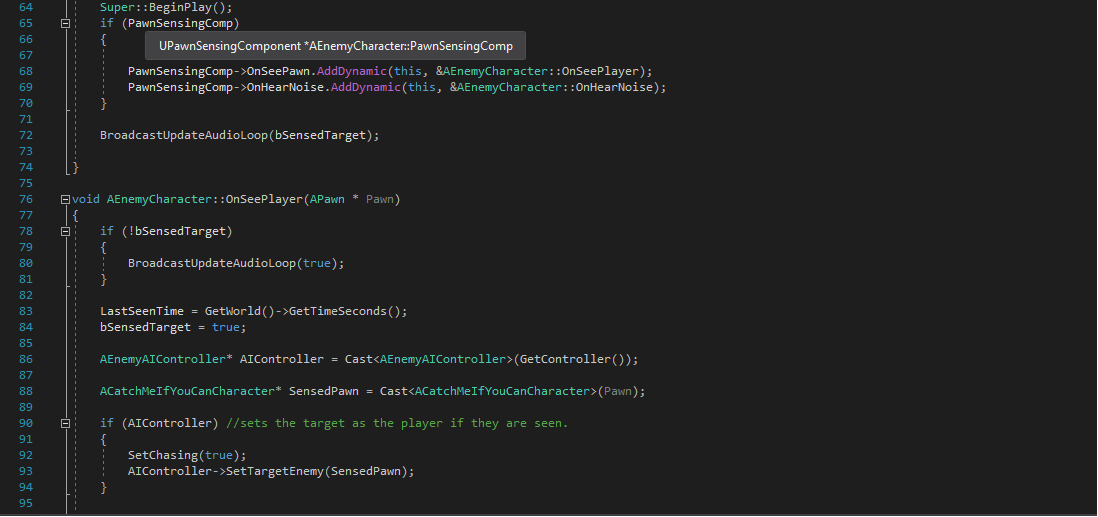 64 Super::BeginPlay();
65 if (PawnSensingComp)
66 {
UPawnSensingComponent *AEnemyCharacter::PawnSensingComp
67
68 PawnSensingComp->OnSeePawn.AddDynamic(this, &AEnemyCharacter::OnSeePlayer);
69 PawnSensingComp->OnHearNoise.AddDynamic(this, &AEnemyCharacter::OnHearNoise);
70 }
71
72 BroadcastUpdateAudioLoop(bSensedTarget);
73
74 }
75
76 void AEnemyCharacter::OnSeePlayer(APawn * Pawn)
77 {
78 if (!bSensedTarget)
79 {
80 BroadcastUpdateAudioLoop(true);
81 }
82
83 LastSeenTime = GetWorld()->GetTimeSeconds();
84 bSensedTarget = true;
85
86 AEnemyAIController* AIController = Cast<AEnemyAIController>(GetController());
87
88 ACatchMeIfYouCanCharacter* SensedPawn = Cast<ACatchMeIfYouCanCharacter>(Pawn);
89
90 if (AIController) //sets the target as the player if they are seen.
91 {
92 SetChasing(true);
93 AIController->SetTargetEnemy(SensedPawn);
94 }
95